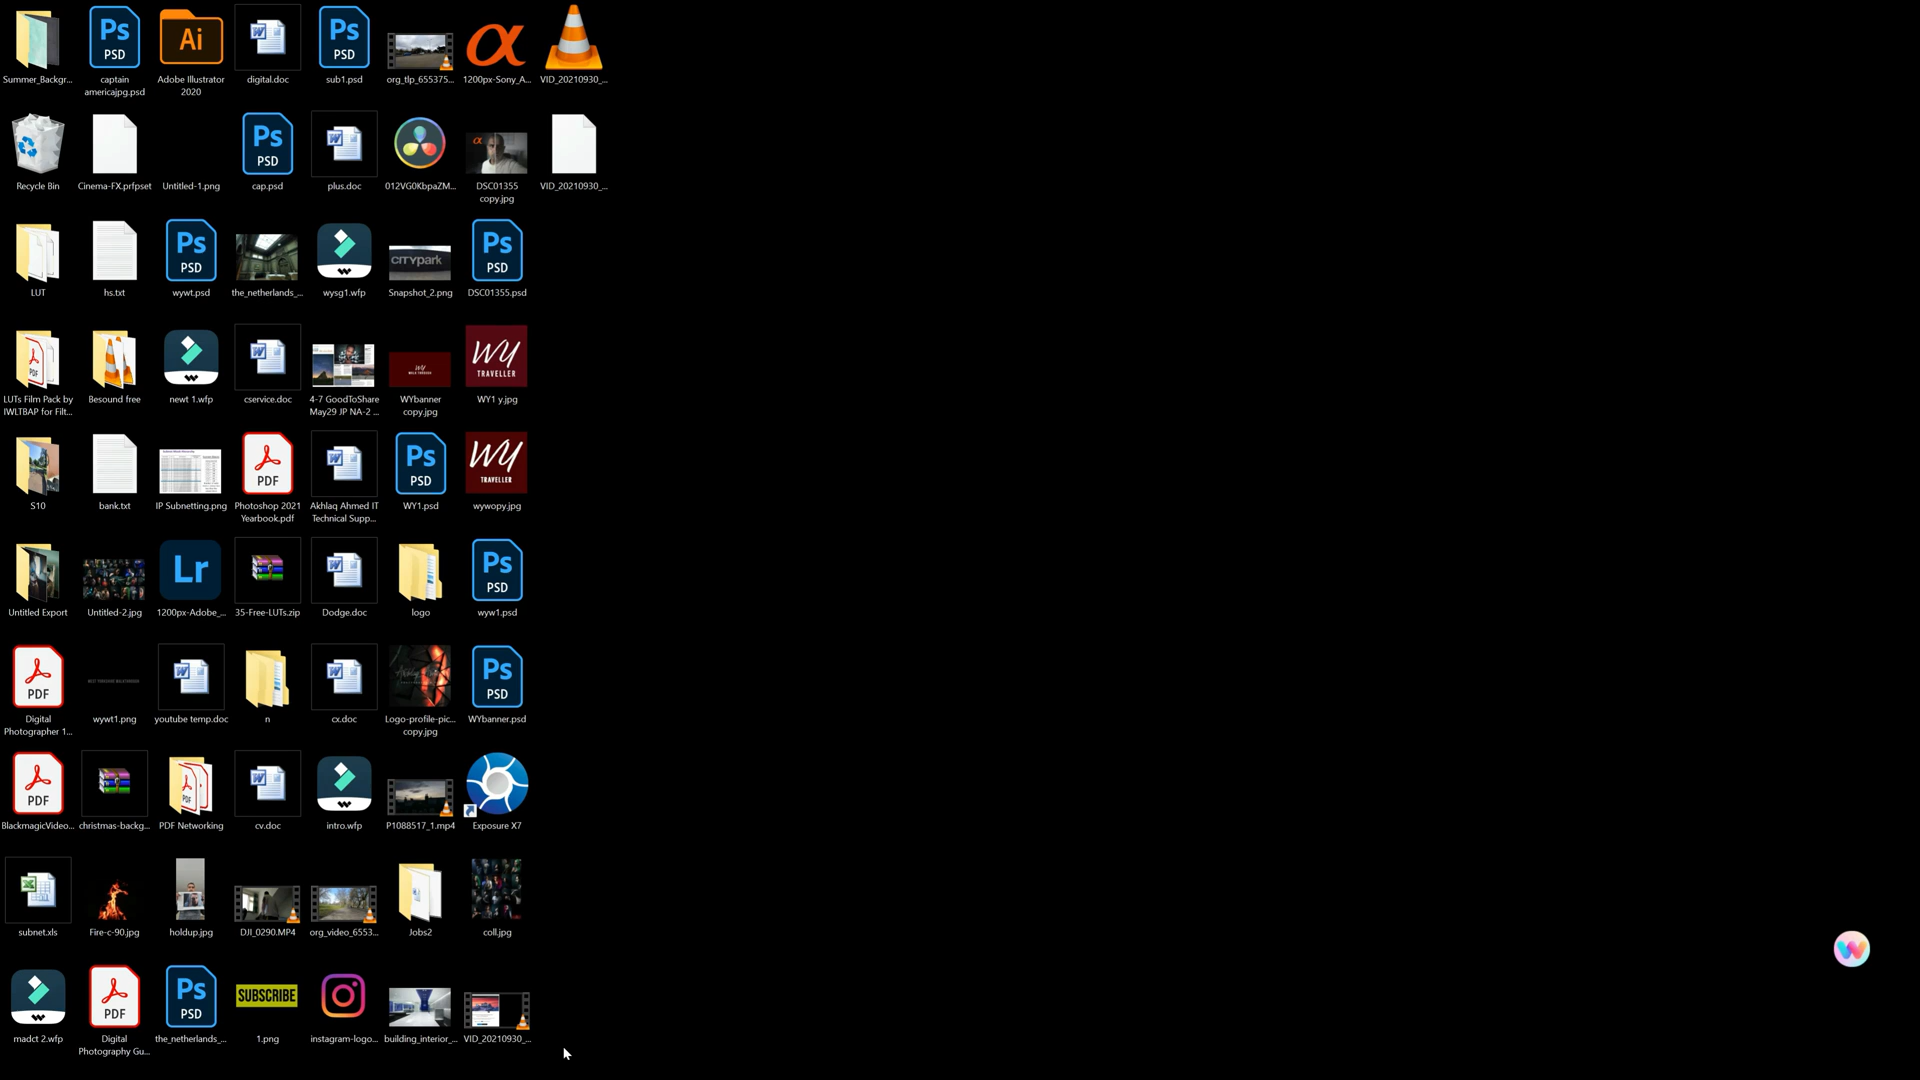 Ps
PSD
Ai
Ps
PSD
Summer_Backgr...
captain
americajpg.psd
Adobe Illustrator
2020
digital.doc
sub1.psd
org_tlp_655375...
1200px-Sony_A...
VID_20210930_...
Ps
PSD
Recycle Bin
Cinema-FX.prfpset
Untitled-1.png
cap.psd
plus.doc
012VG0KbpaZM...
DSC01355
copy.jpg
VID_20210930_...
Ps
PSD
CITYpark
Ps
PSD
LUT
hs.txt
wywt.psd
the_netherlands_...
wysg1.wfp
Snapshot_2.png
DSC01355.psd
PDF
WY
WY
TRAVELLER
LUTs Film Pack by
IWLTBAP for Filt...
Besound free
newt 1.wfp
cservice.doc
4-7 GoodToShare
May29 JP NA-2 ...
WYbanner
copy.jpg
WY1 y.jpg
PDF
Ps
PSD
WY
TRAVELLER
S10
bank.txt
IP Subnetting.png
Photoshop 2021
Yearbook.pdf
Akhlaq Ahmed IT
Technical Supp...
WY1.psd
wywopy.jpg
Lr
Ps
PSD
Untitled Export
Untitled-2.jpg
1200px-Adobe_...
35-Free-LUTs.zip
Dodge.doc
logo
wyw1.psd
PDF
WEST YORKSHIRE WALKTHROUGH
Ps
PSD
Digital
Photographer 1...
wywt1.png
youtube temp.doc
n
cx.doc
Logo-profile-pic...
copy.jpg
WYbanner.psd
PDF
BlackmagicVideo...
christmas-backg...
PDF Networking
cv.doc
intro.wfp
P1088517_1.mp4
Exposure X7
subnet.xls
Fire-c-90.jpg
holdup.jpg
DJI_0290.MP4
org_video_6553...
Jobs2
coll.jpg
PDF
Ps
PSD
SUBSCRIBE
madct 2.wfp
Digital
Photography Gu...
the_netherlands_...
1.png
instagram-logo...
building_interior_...
VID_20210930_...